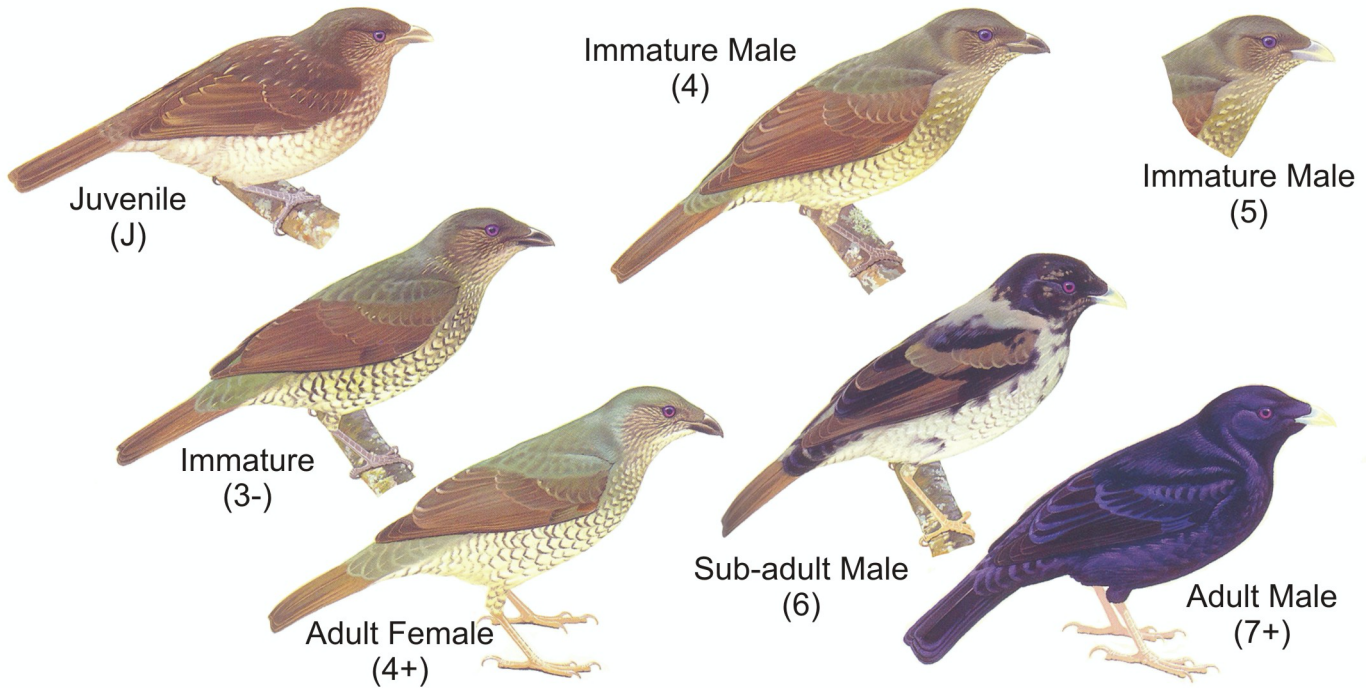 Juvenile
(J)
Immature Male
(4)
Immature Male
(5)
Immature
(3-)
Adult Female
(4+)
Sub-adult Male
(6)
Adult Male
(7+)